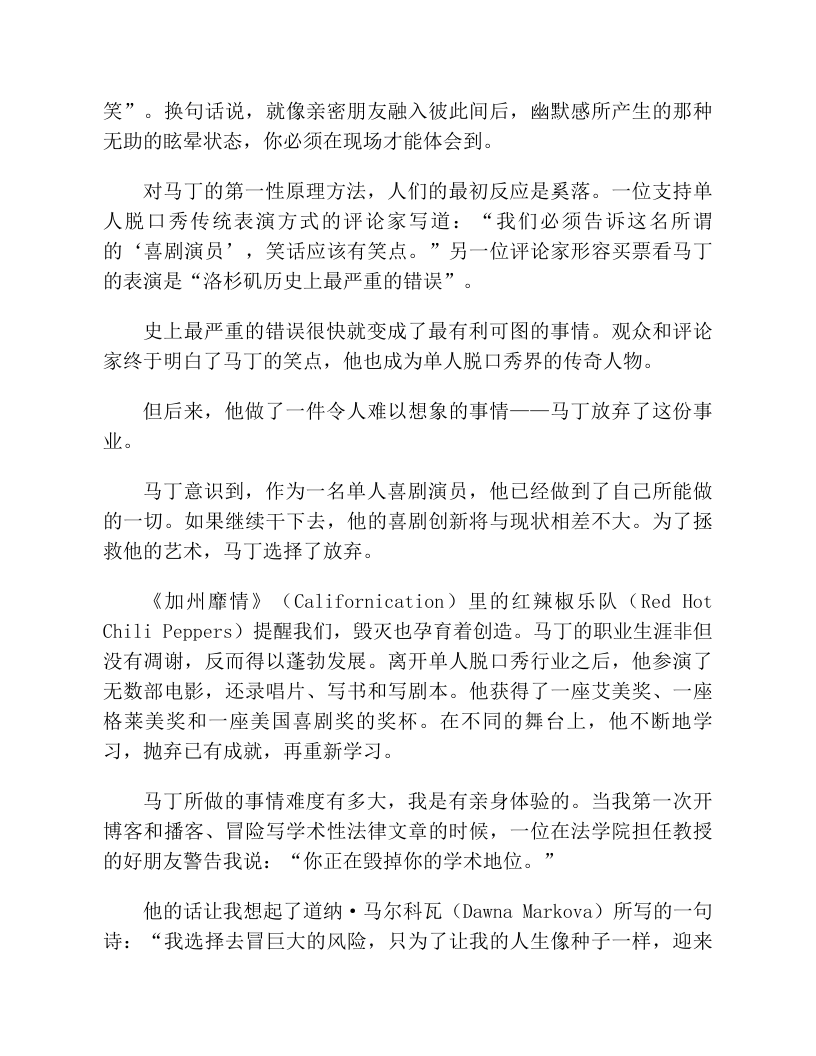 笑”。换句话说，就像亲密朋友融入彼此间后，幽默感所产生的那种
无助的眩晕状态，你必须在现场才能体会到。
对马丁的第一性原理方法，人们的最初反应是奚落。一位支持单
人脱口秀传统表演方式的评论家写道：“我们必须告诉这名所谓
的‘喜剧演员’，笑话应该有笑点。”另一位评论家形容买票看马丁
的表演是“洛杉矶历史上最严重的错误”。
史上最严重的错误很快就变成了最有利可图的事情。观众和评论
家终于明白了马丁的笑点，他也成为单人脱口秀界的传奇人物。
但后来，他做了一件令人难以想象的事情——马丁放弃了这份事
业。
马丁意识到，作为一名单人喜剧演员，他已经做到了自己所能做
的一切。如果继续干下去，他的喜剧创新将与现状相差不大。为了拯
救他的艺术，马丁选择了放弃。
《加州靡情》（Californication）里的红辣椒乐队（Red Hot
Chili Peppers）提醒我们，毁灭也孕育着创造。马丁的职业生涯非但
没有凋谢，反而得以蓬勃发展。离开单人脱口秀行业之后，他参演了
无数部电影，还录唱片、写书和写剧本。他获得了一座艾美奖、一座
格莱美奖和一座美国喜剧奖的奖杯。在不同的舞台上，他不断地学
习，抛弃已有成就，再重新学习。
马丁所做的事情难度有多大，我是有亲身体验的。当我第一次开
博客和播客、冒险写学术性法律文章的时候，一位在法学院担任教授
的好朋友警告我说：“你正在毁掉你的学术地位。”
他的话让我想起了道纳·马尔科瓦（Dawna Markova）所写的一句
诗：“我选择去冒巨大的风险，只为了让我的人生像种子一样，迎来